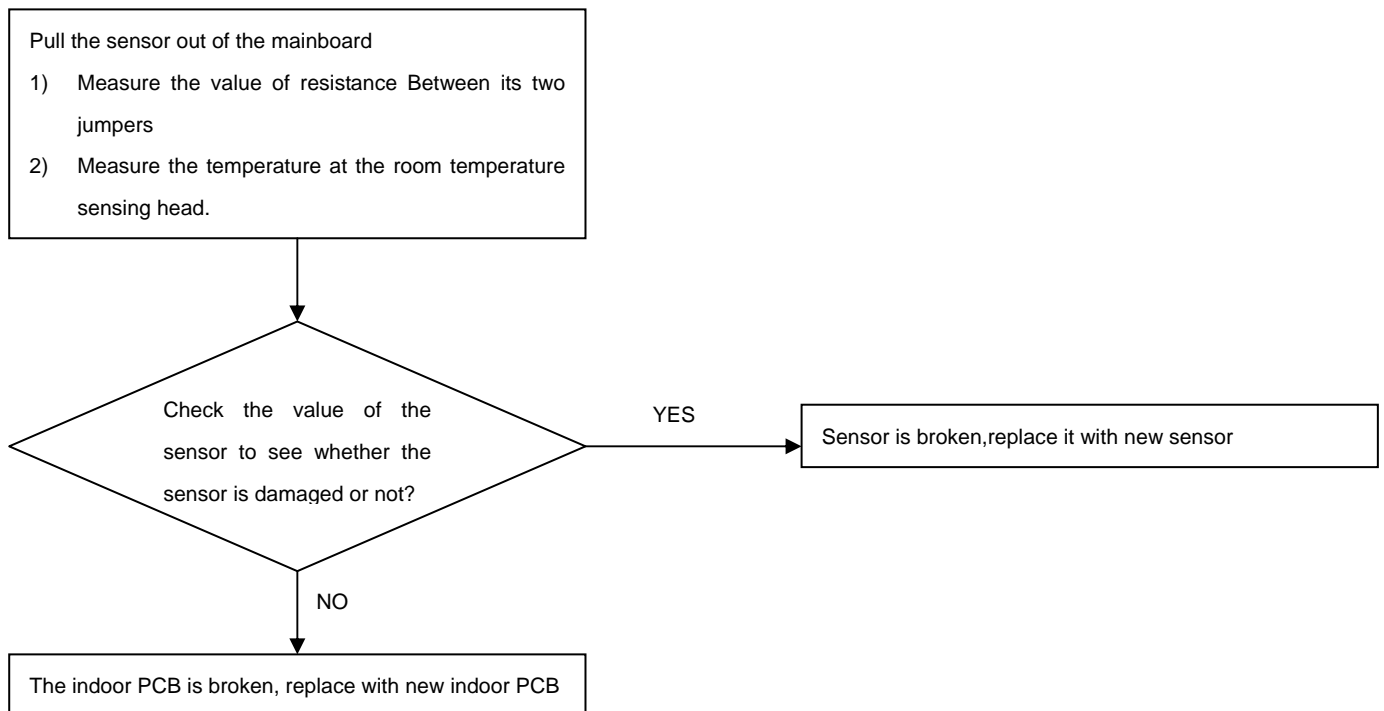 Pull the sensor out of the mainboard
1) Measure the value of resistance Between its two
jumpers
2) Measure the temperature at the room temperature
sensing head.
Check the value of the
sensor to see whether the
sensor is damaged or not?
YES
Sensor is broken,replace it with new sensor
NO
The indoor PCB is broken, replace with new indoor PCB